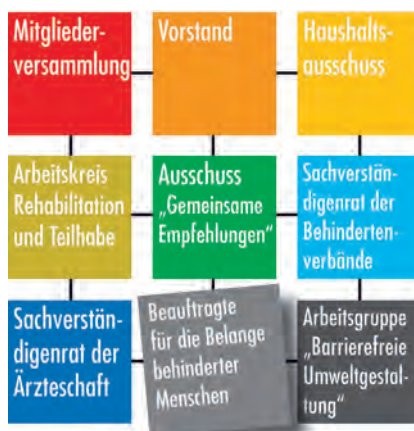 Mitglieder-
versammlung
Vorstand
Haushalts-
ausschuss
Arbeitskreis
Rehabilitation
und Teilhabe
Ausschuss
„Gemeinsame
Empfehlungen“
Sachverstän-
digenrat der
Behinderten-
verbände
Sachverstän-
digenrat der
Ärzteschaft
Beauftragte
für die Belange
behinderter
Menschen
Arbeitsgruppe
„Barrierefreie
Umweltgestal-
tung“